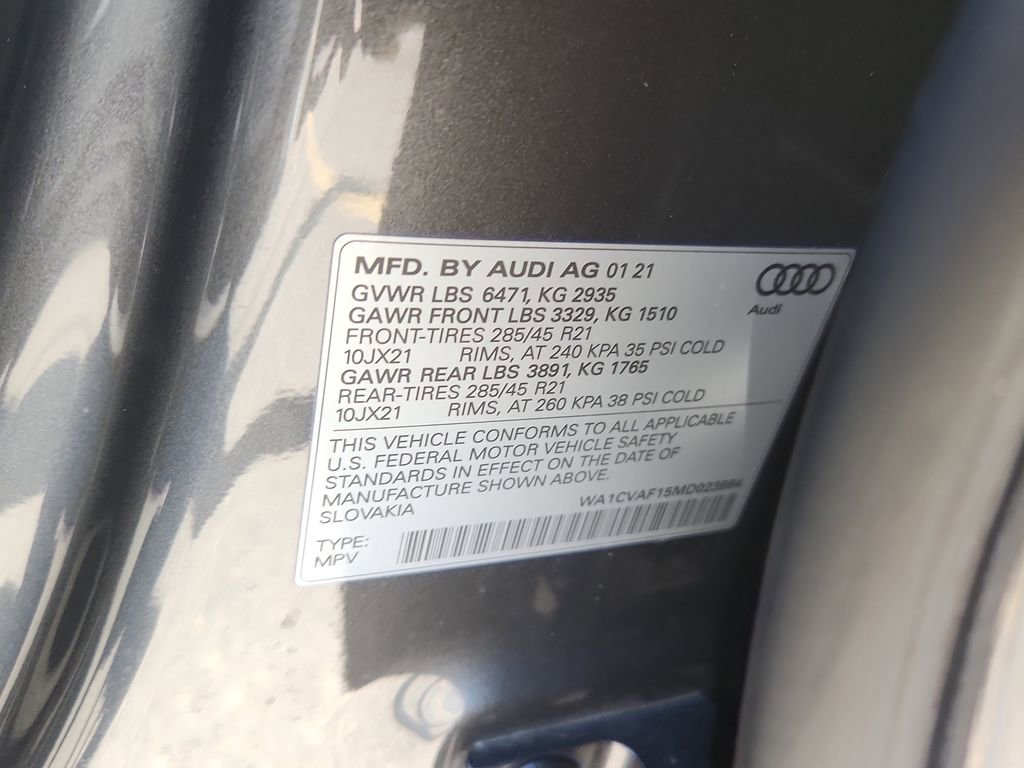 MFD. BY AUDI AG 01 21
GVWR LBS 6471, KG 2935
GAWR FRONT LBS 3329, KG 1510
FRONT-TIRES 285/45 R21
10JX21 RIMS, AT 240 KPA 35 PSI COLD
GAWR REAR LBS 3891, KG 1765
REAR-TIRES 285/45 R21
10JX21 RIMS, AT 260 KPA 38 PSI COLD
Audi
THIS VEHICLE CONFORMS TO ALL APPLICABLE
U.S. FEDERAL MOTOR VEHICLE SAFETY
STANDARDS IN EFFECT ON THE DATE OF
MANUFACTURE SHOWN ABOVE.
SLOVAKIA
WA1CVAF15MD023884
TYPE:
MPV